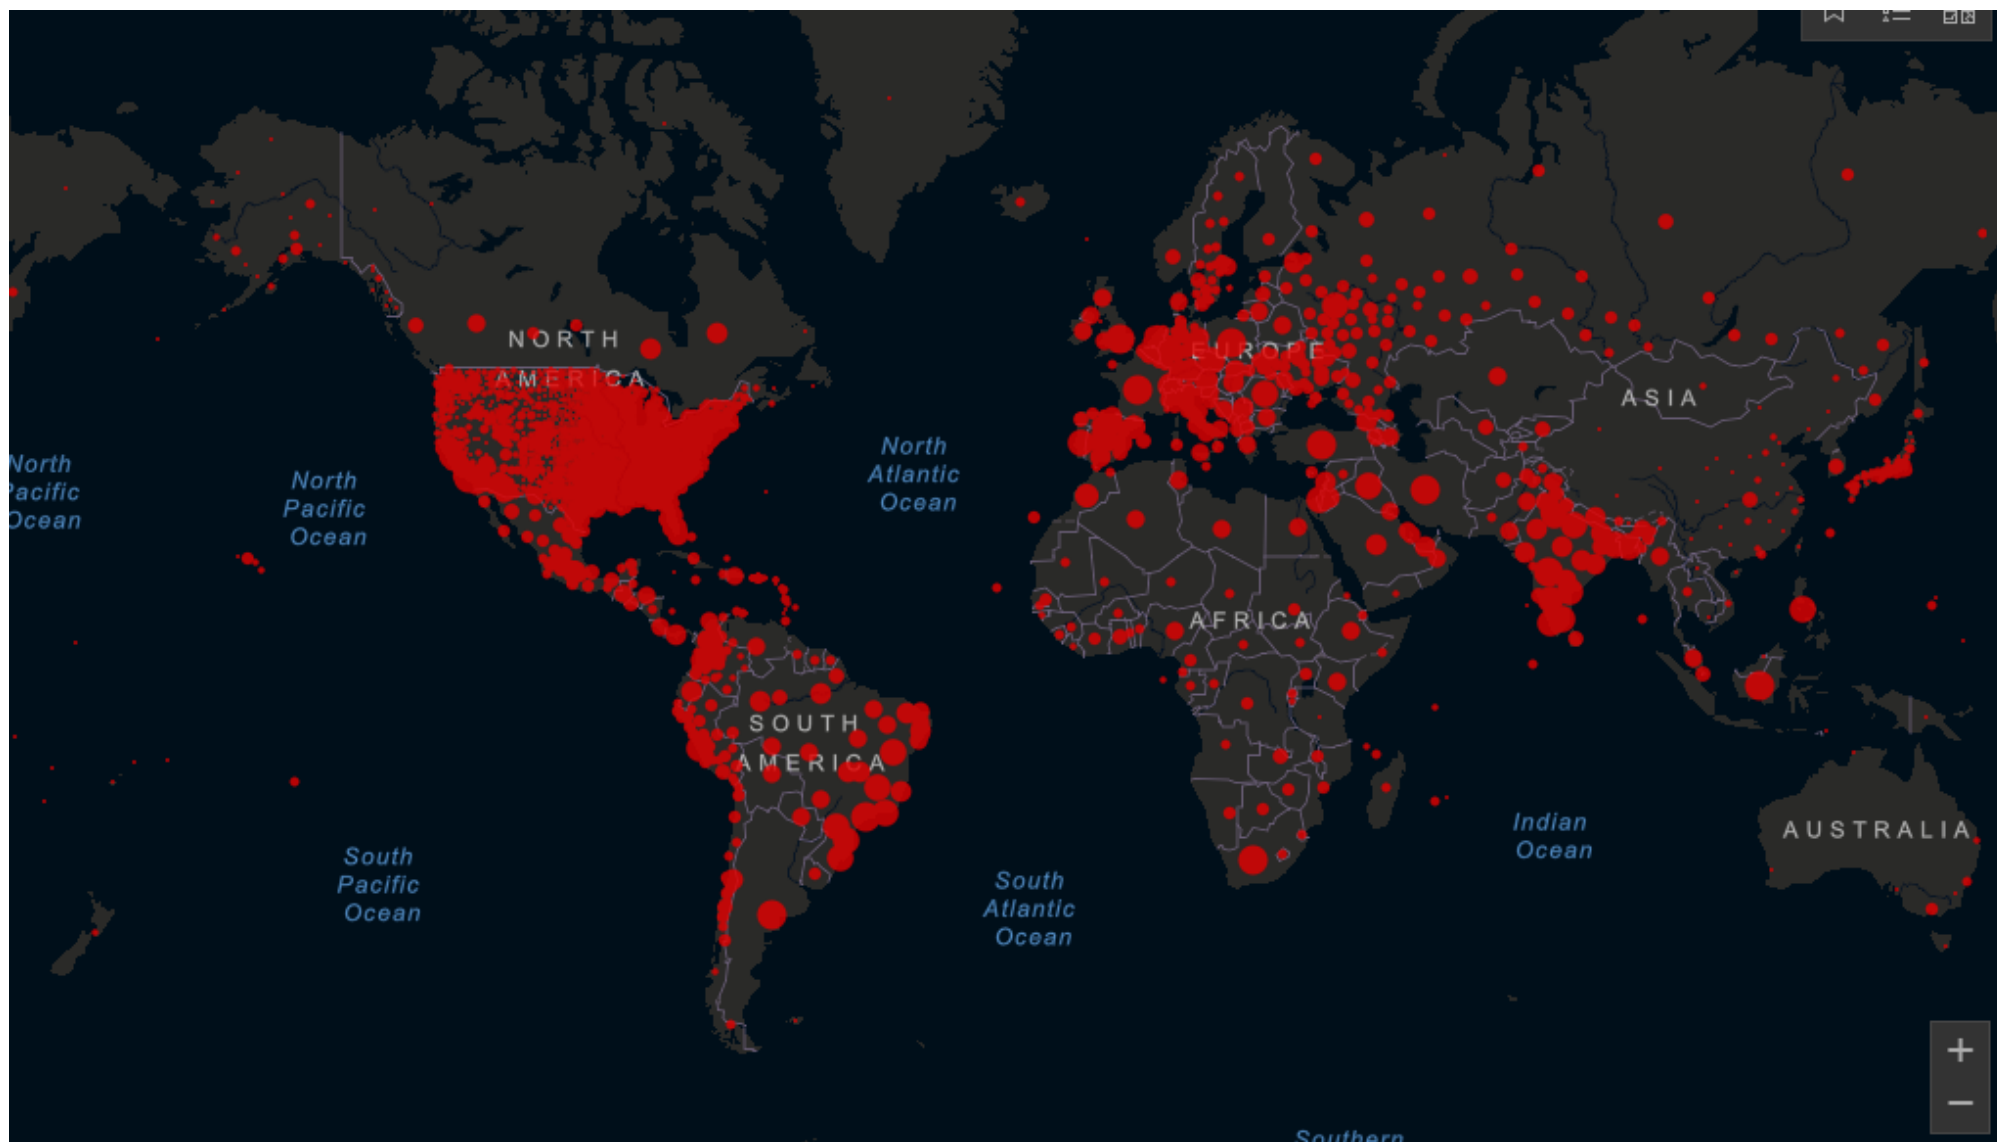 NORTH
AMERICA
EUROPE
ASIA
North
Pacific
Ocean
North
Pacific
Ocean
North
Atlantic
Ocean
AFRICA
SOUTH
AMERICA
Indian
Ocean
AUSTRALIA
South
Pacific
Ocean
South
Atlantic
Ocean
+
−
Southern